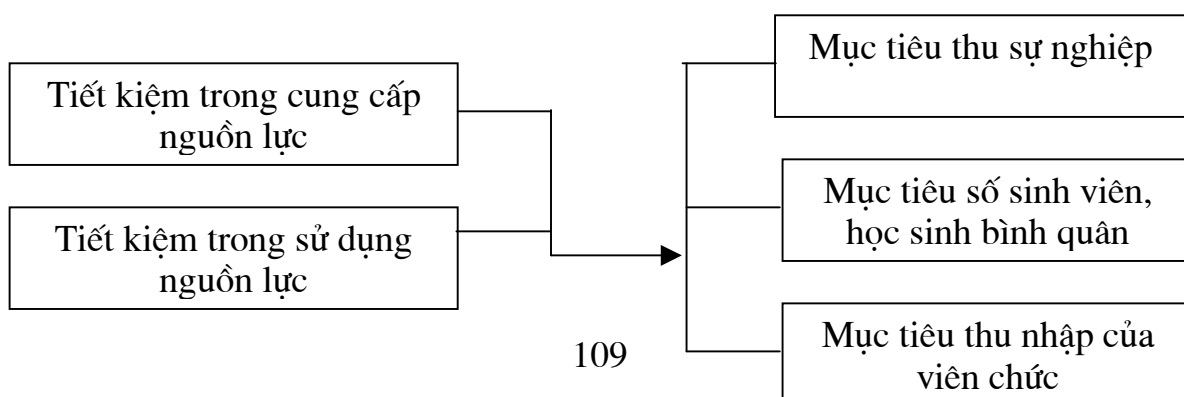 Tiết kiệm trong cung cấp
nguồn lực
Tiết kiệm trong sử dụng
nguồn lực
Mục tiêu thu sự nghiệp
Mục tiêu số sinh viên,
học sinh bình quân
Mục tiêu thu nhập của
viên chức
109